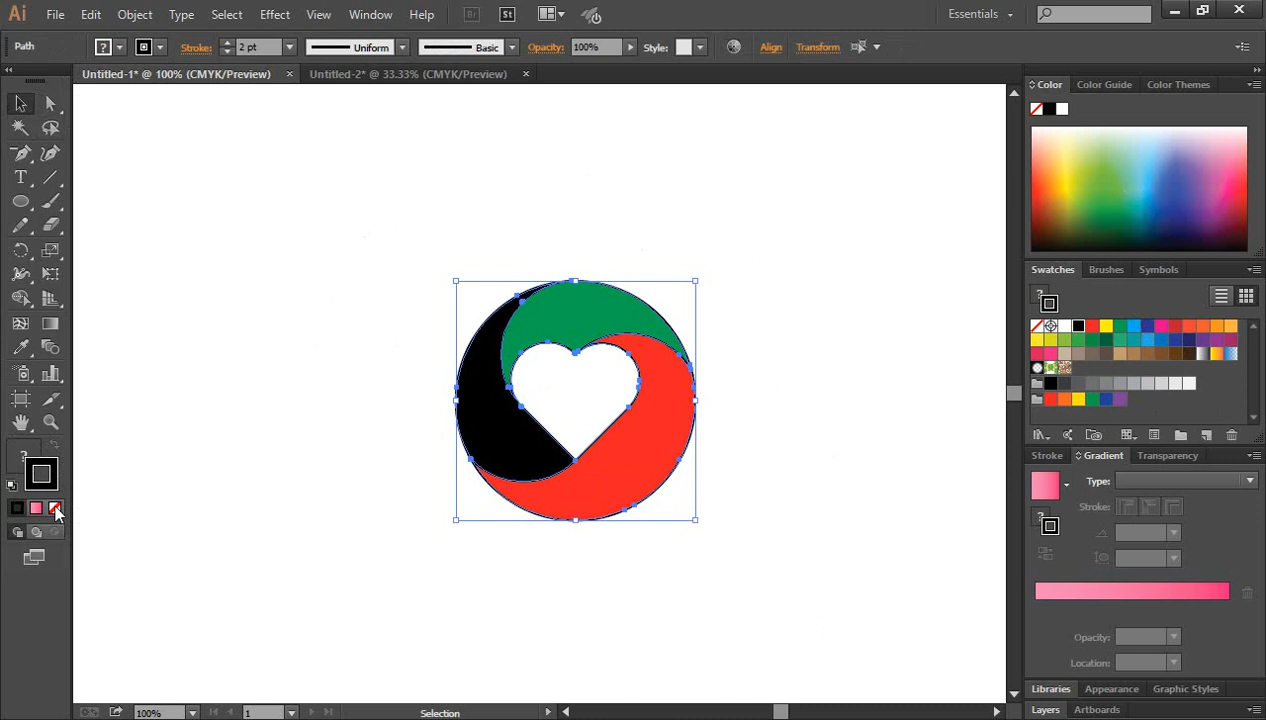 Ai File Edit Object Type Select Effect View Window Help Br St Essentials
Path ? Stroke: 2 pt Uniform Basic Opacity: 100% Style: Align Transform
Untitled-1* @ 100% (CMYK/Preview) × Untitled-2* @ 33.33% (CMYK/Preview) ×
Color Color Guide Color Themes
T
Swatches Brushes Symbols
?
?
Stroke Gradient Transparency
Type:
Stroke:
?
Opacity:
Location:
Libraries Appearance Graphic Styles
Layers Artboards
100% 1 Selection